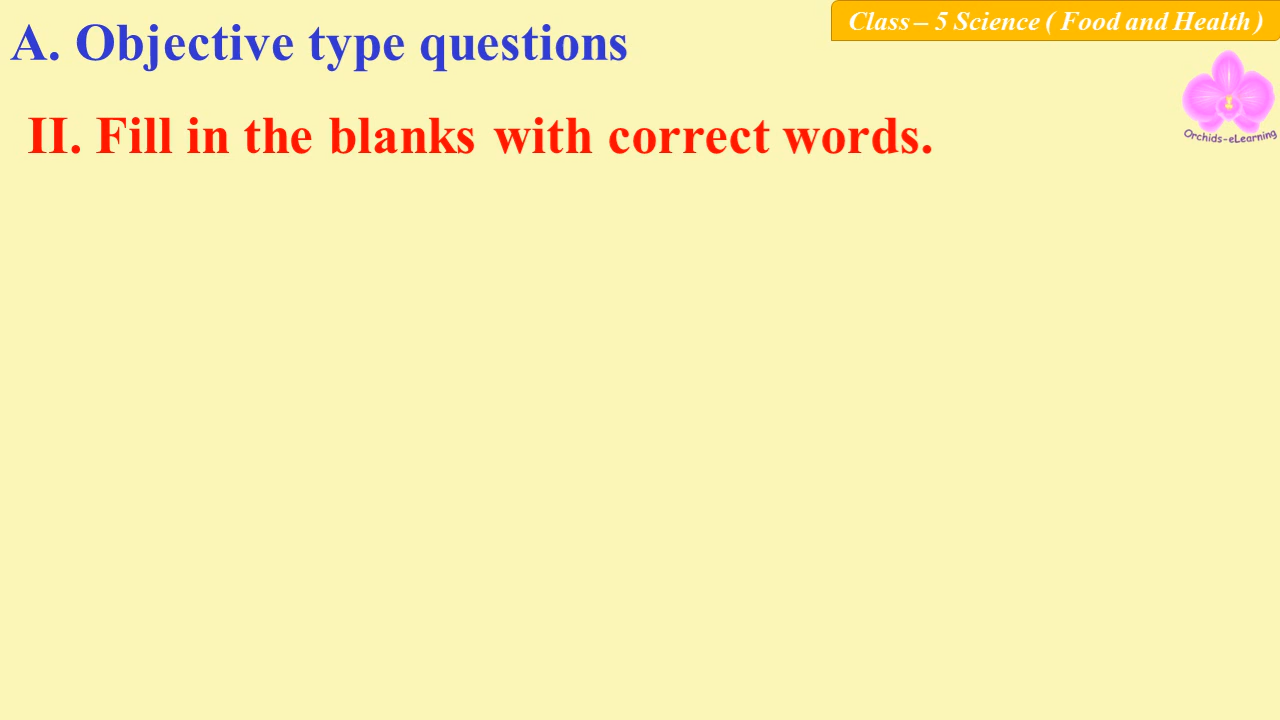 Class – 5 Science ( Food and Health )
A. Objective type questions
Orchids-eLearning
II. Fill in the blanks with correct words.